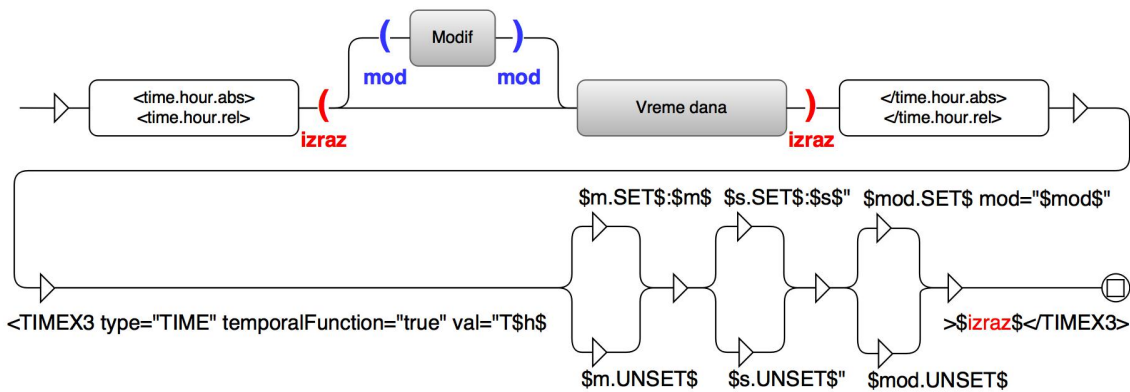 ( Modif )
mod mod
<time.hour.abs>
<time.hour.rel>
(
izraz
Vreme dana
)
izraz
</time.hour.abs>
</time.hour.rel>
$m.SET$:$m$ $s.SET$:$s$" $mod.SET$ mod="$mod$"
<TIMEX3 type="TIME" temporalFunction="true" val="T$h$
>$izraz$</TIMEX3>
$m.UNSET$ $s.UNSET$" $mod.UNSET$